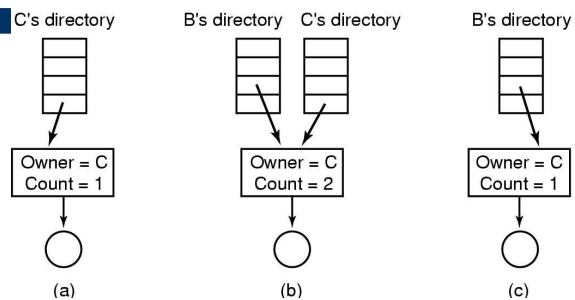 C's directory
B's directory C's directory
B's directory
Owner = C
Count = 1
Owner = C
Count = 2
Owner = C
Count = 1
(a)
(b)
(c)